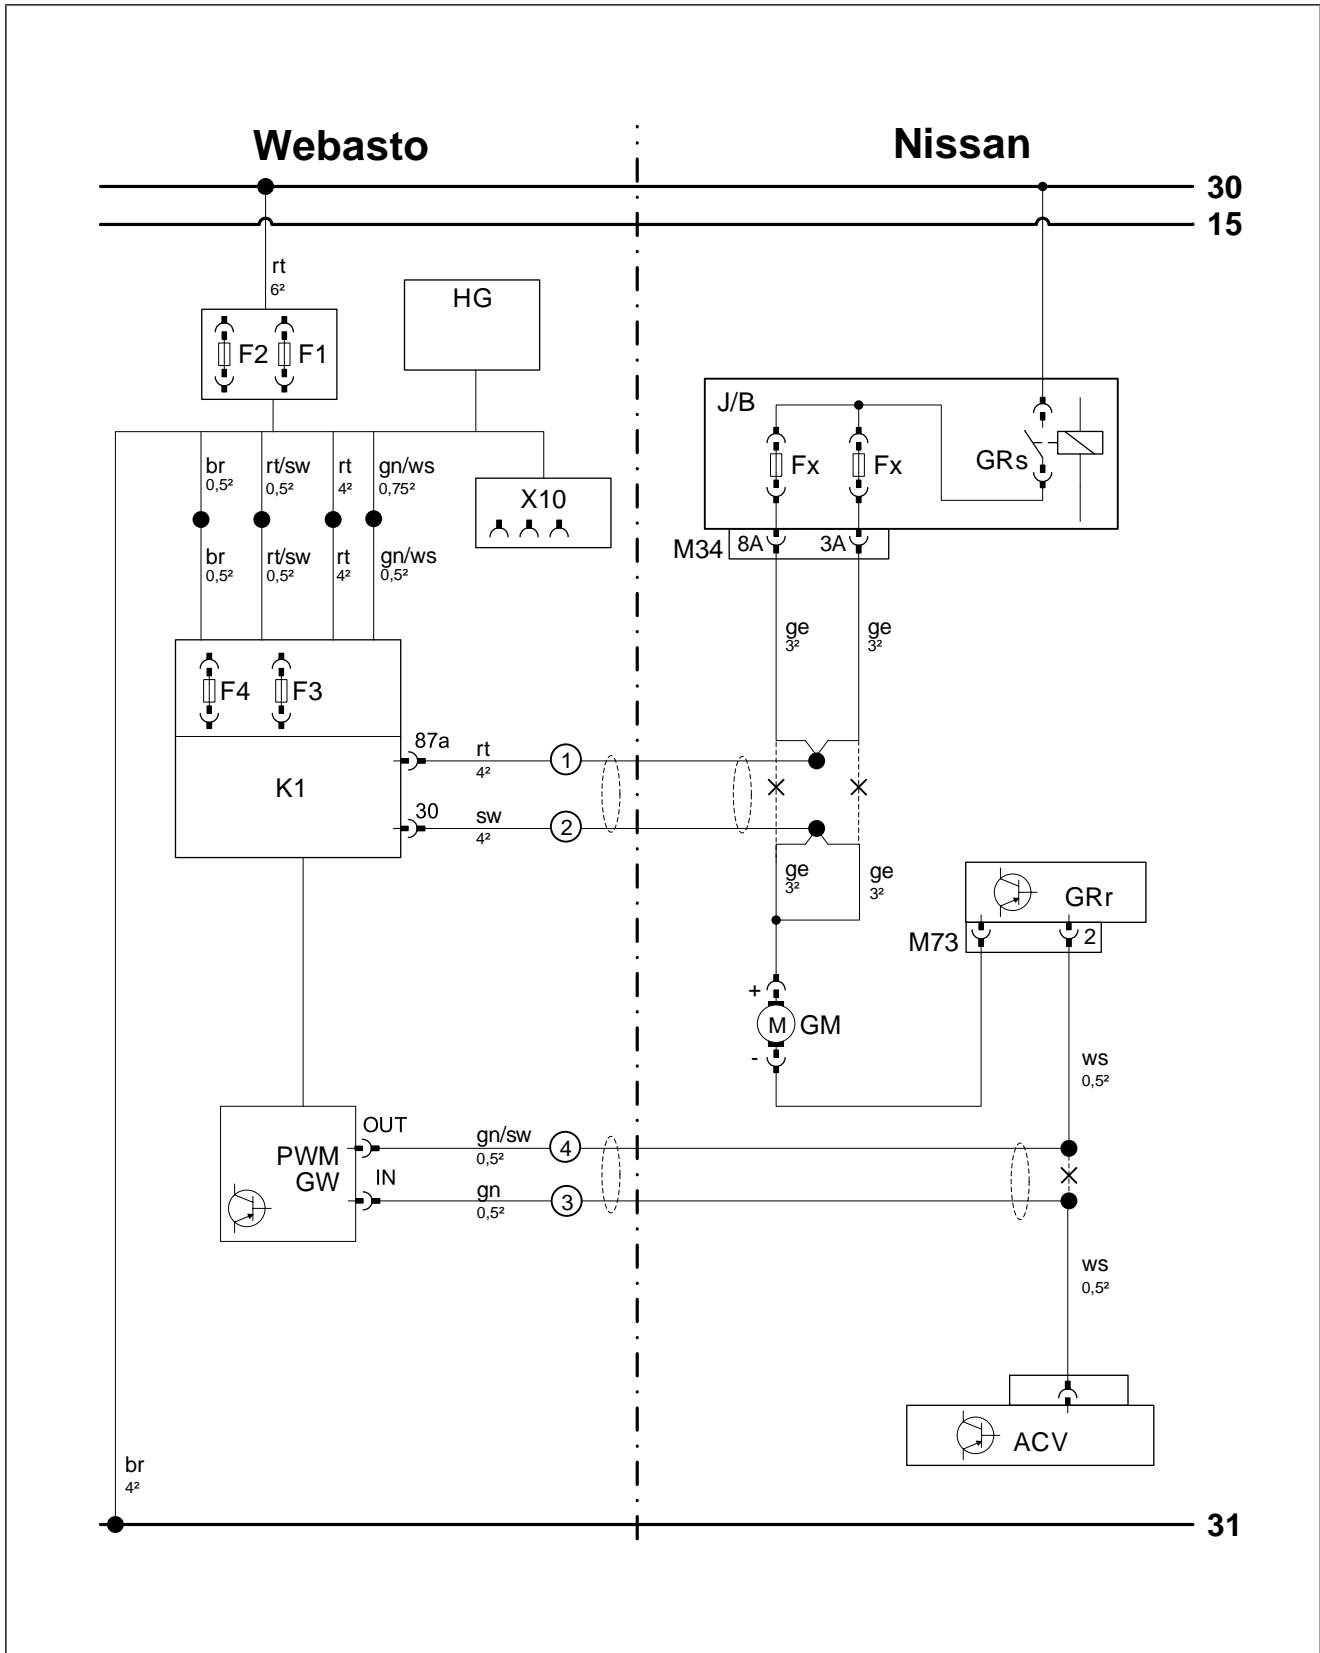 Webasto
Nissan
30
15
rt
6²
HG
F2
F1
J/B
GRs
Fx
Fx
br
0,5²
rt/sw
0,5²
rt
4²
gn/ws
0,75²
X10
M34
8A
3A
br
0,5²
rt/sw
0,5²
rt
4²
gn/ws
0,5²
ge
3²
ge
3²
F4
F3
87a
rt
4²
1
K1
30
sw
4²
2
ge
3²
ge
3²
GRr
M73
2
+
M
GM
-
ws
0,5²
OUT
gn/sw
0,5²
4
PWM
GW
IN
gn
0,5²
3
ws
0,5²
ACV
br
4²
31